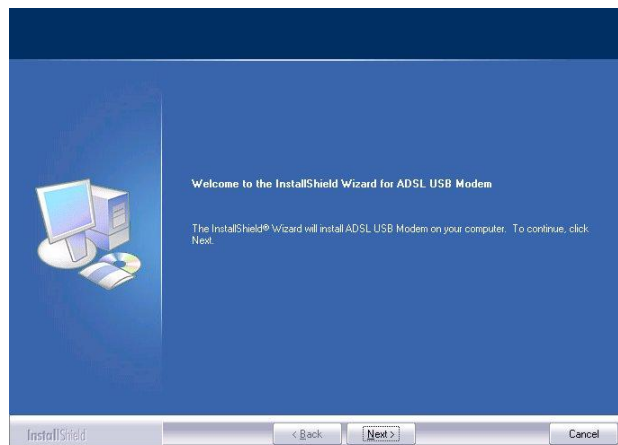 Welcome to the InstallShield Wizard for ADSL USB Modem
The InstallShield® Wizard will install ADSL USB Modem on your computer. To continue, click
Next.
InstallShield
< Back
Next >
Cancel